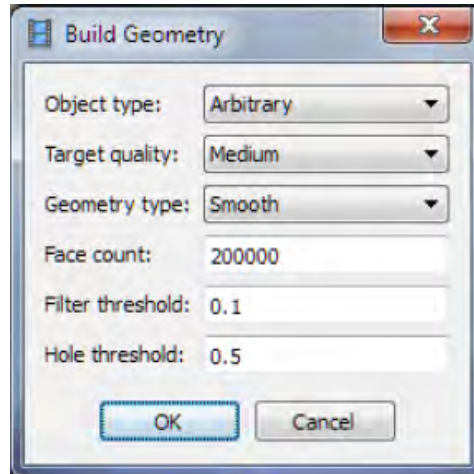 Build Geometry
Object type: Arbitrary
Target quality: Medium
Geometry type: Smooth
Face count: 200000
Filter threshold: 0.1
Hole threshold: 0.5
OK Cancel